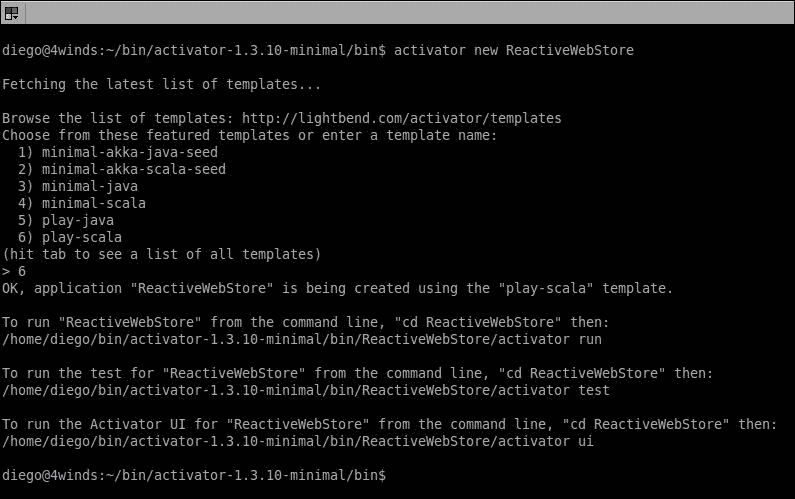 diego@4winds:~/bin/activator-1.3.10-minimal/bin$ activator new ReactiveWebStore
Fetching the latest list of templates...
Browse the list of templates: http://lightbend.com/activator/templates
Choose from these featured templates or enter a template name:
  1) minimal-akka-java-seed
  2) minimal-akka-scala-seed
  3) minimal-java
  4) minimal-scala
  5) play-java
  6) play-scala
(hit tab to see a list of all templates)
> 6
OK, application "ReactiveWebStore" is being created using the "play-scala" template.
To run "ReactiveWebStore" from the command line, "cd ReactiveWebStore" then:
/home/diego/bin/activator-1.3.10-minimal/bin/ReactiveWebStore/activator run
To run the test for "ReactiveWebStore" from the command line, "cd ReactiveWebStore" then:
/home/diego/bin/activator-1.3.10-minimal/bin/ReactiveWebStore/activator test
To run the Activator UI for "ReactiveWebStore" from the command line, "cd ReactiveWebStore" then:
/home/diego/bin/activator-1.3.10-minimal/bin/ReactiveWebStore/activator ui
diego@4winds:~/bin/activator-1.3.10-minimal/bin$